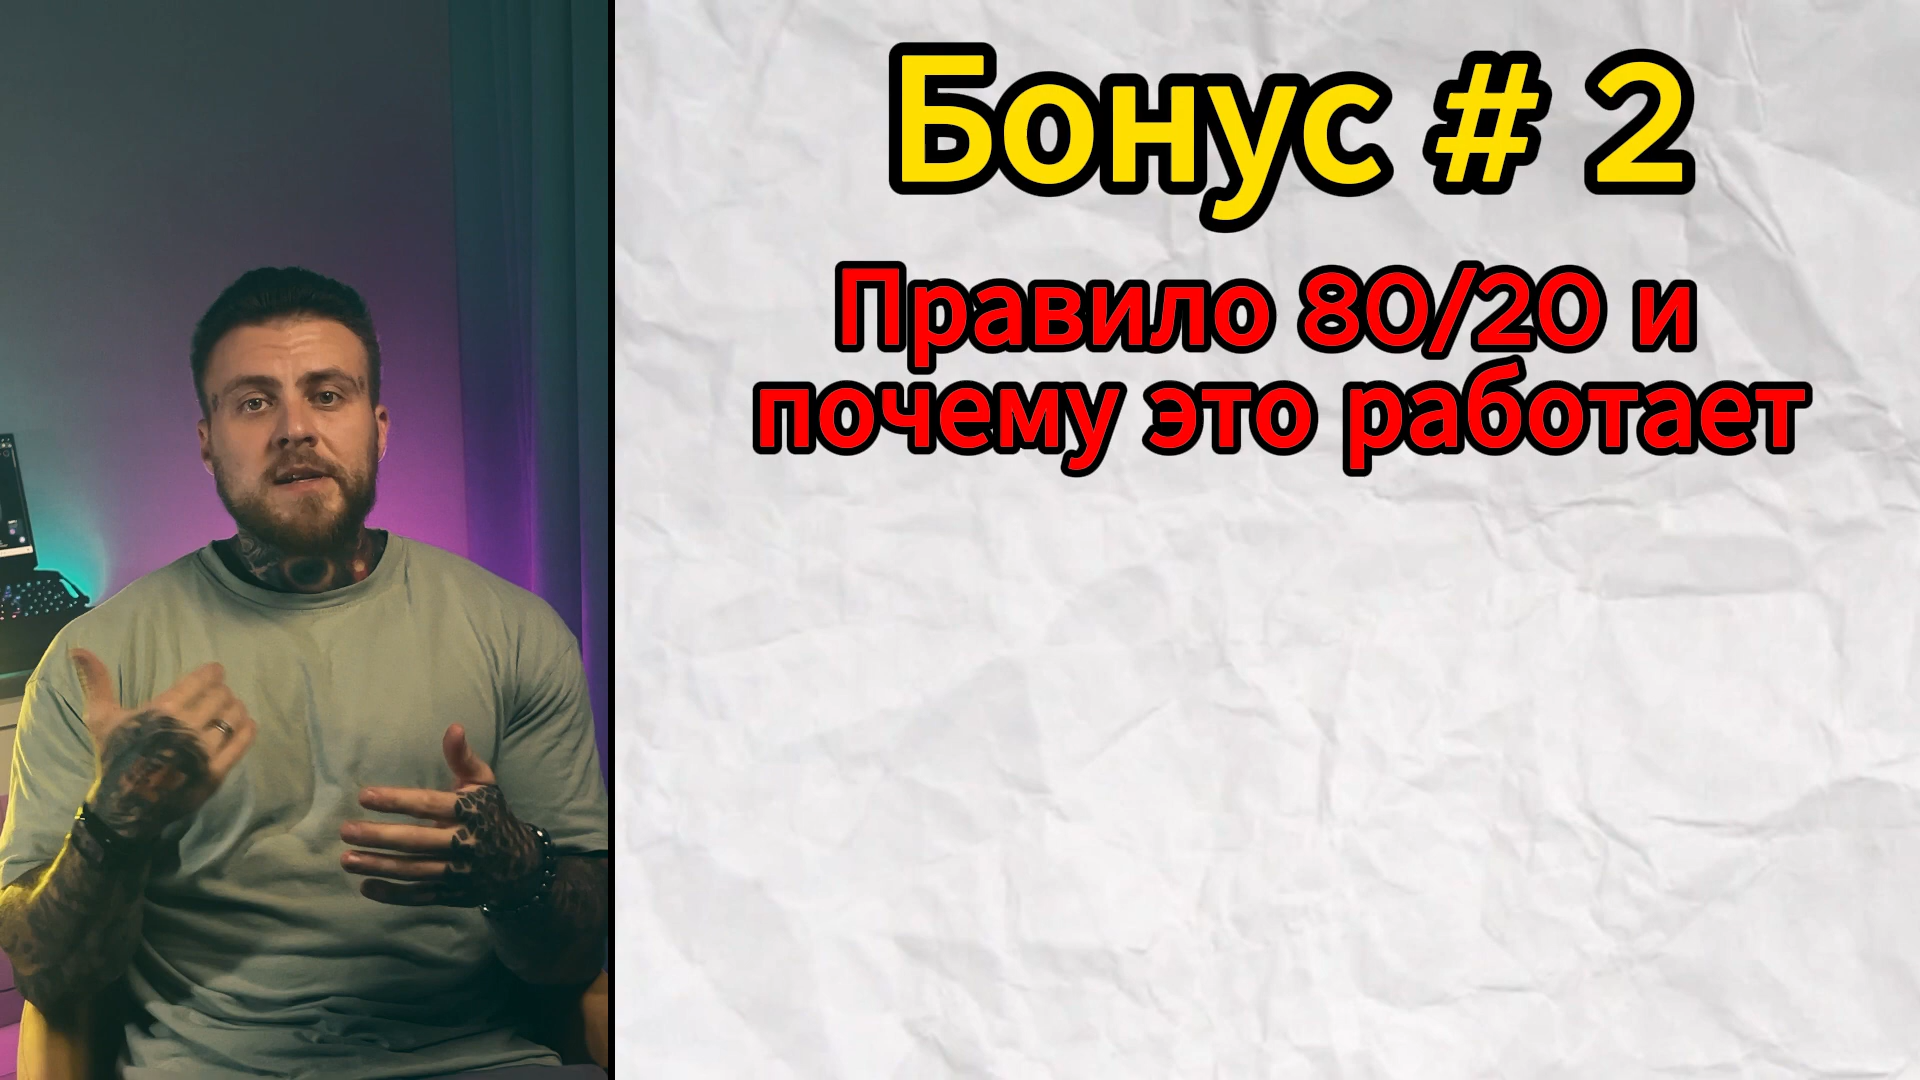 Бонус # 2
Правило 80/20 и
почему это работает